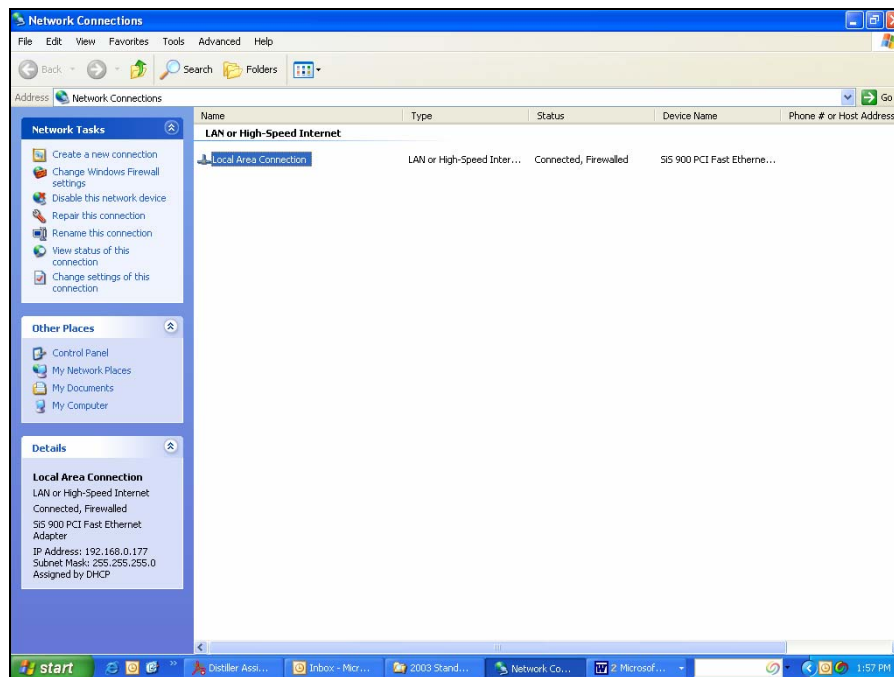 Network Connections
File Edit View Favorites Tools Advanced Help
Back Search Folders
Address Network Connections Go
Name Type Status Device Name Phone # or Host Address
LAN or High-Speed Internet
Local Area Connection LAN or High-Speed Inter... Connected, Firewalled SiS 900 PCI Fast Etherne...
Network Tasks
Create a new connection
Change Windows Firewall
settings
Disable this network device
Repair this connection
Rename this connection
View status of this
connection
Change settings of this
connection
Other Places
Control Panel
My Network Places
My Documents
My Computer
Details
Local Area Connection
LAN or High-Speed Internet
Connected, Firewalled
SiS 900 PCI Fast Ethernet
Adapter
IP Address: 192.168.0.177
Subnet Mask: 255.255.255.0
Assigned by DHCP
start Distiller Assi... Inbox - Micr... 2003 Stand... Network Co... 2 Microsof... 1:57 PM